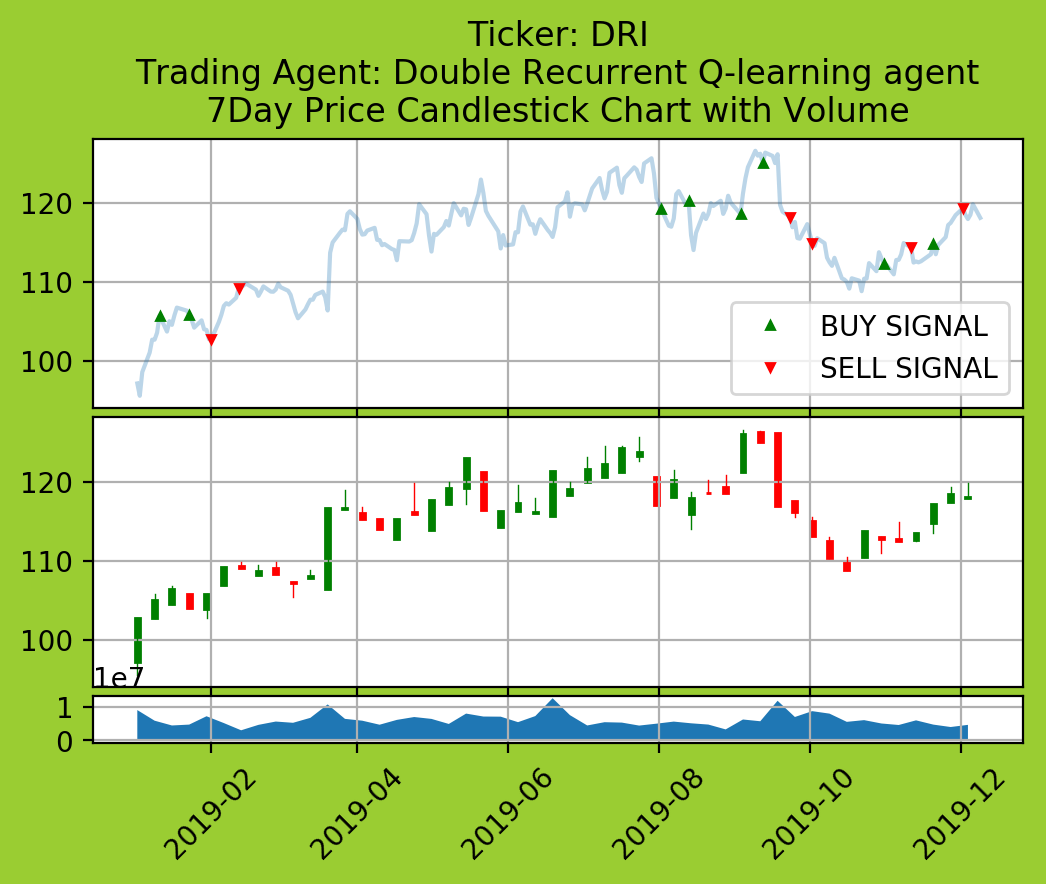 Ticker: DRI
Trading Agent: Double Recurrent Q-learning agent
7Day Price Candlestick Chart with Volume
120
110
100
BUY SIGNAL
SELL SIGNAL
120
110
100
1e7
1
0
2019-02
2019-04
2019-06
2019-08
2019-10
2019-12